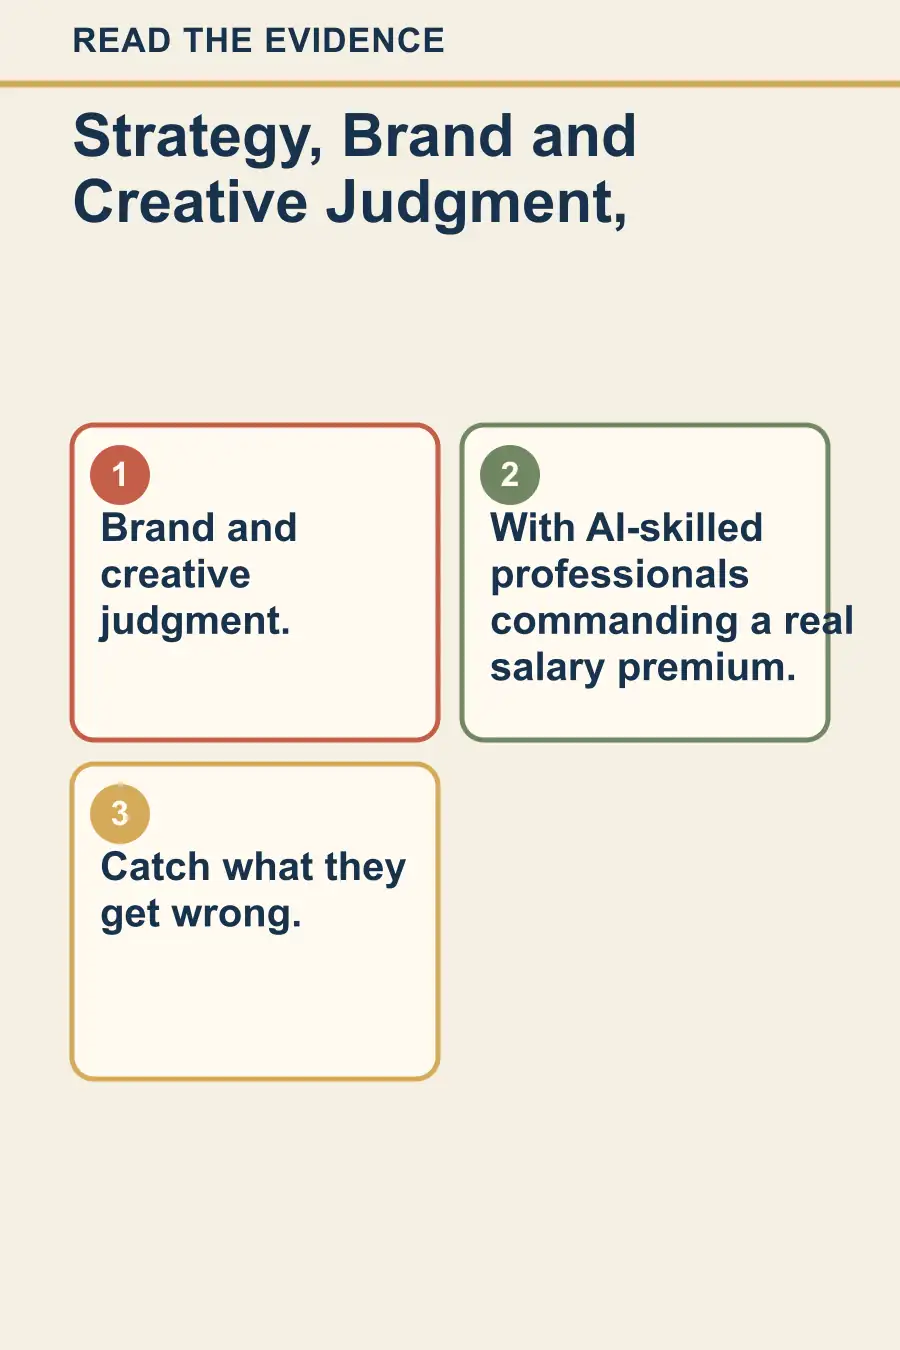 READ THE EVIDENCE
Strategy, Brand and
Creative Judgment,
1
Brand and
creative
judgment.
2
With AI-skilled
professionals
commanding a real
salary premium.
3
Catch what they
get wrong.